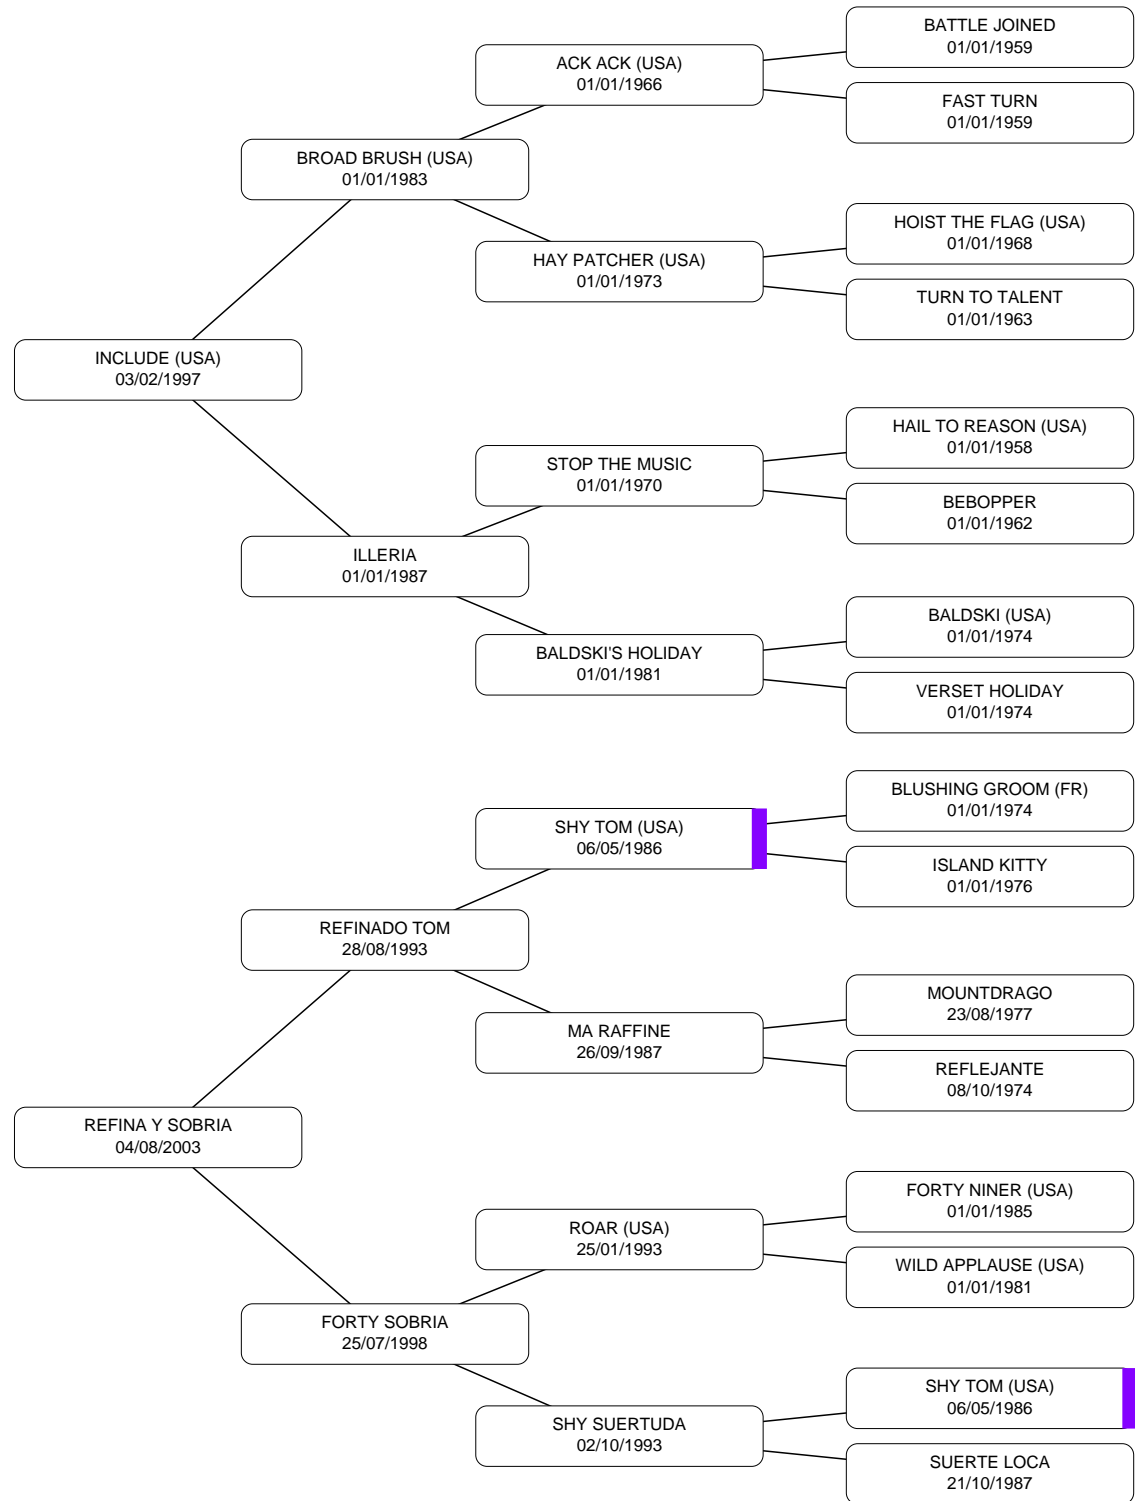 BATTLE JOINED
01/01/1959
ACK ACK (USA)
01/01/1966
FAST TURN
01/01/1959
BROAD BRUSH (USA)
01/01/1983
HOIST THE FLAG (USA)
01/01/1968
HAY PATCHER (USA)
01/01/1973
TURN TO TALENT
01/01/1963
INCLUDE (USA)
03/02/1997
HAIL TO REASON (USA)
01/01/1958
STOP THE MUSIC
01/01/1970
BEBOPPER
01/01/1962
ILLERIA
01/01/1987
BALDSKI (USA)
01/01/1974
BALDSKI'S HOLIDAY
01/01/1981
VERSET HOLIDAY
01/01/1974
BLUSHING GROOM (FR)
01/01/1974
SHY TOM (USA)
06/05/1986
ISLAND KITTY
01/01/1976
REFINADO TOM
28/08/1993
MOUNTDRAGO
23/08/1977
MA RAFFINE
26/09/1987
REFLEJANTE
08/10/1974
REFINA Y SOBRIA
04/08/2003
FORTY NINER (USA)
01/01/1985
ROAR (USA)
25/01/1993
WILD APPLAUSE (USA)
01/01/1981
FORTY SOBRIA
25/07/1998
SHY TOM (USA)
06/05/1986
SHY SUERTUDA
02/10/1993
SUERTE LOCA
21/10/1987